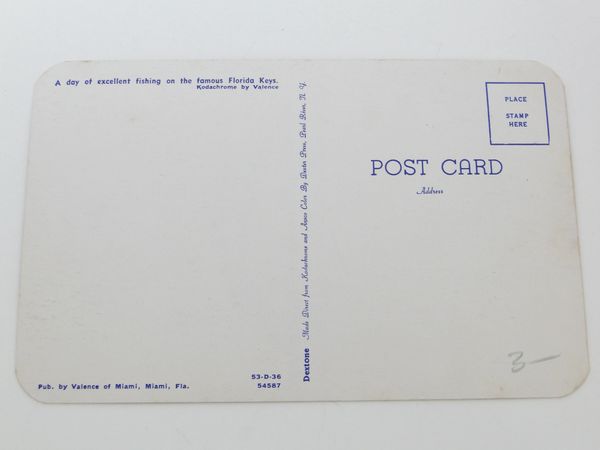 A day of excellent fishing on the famous Florida Keys.
Kodachrome by Valence
Pub. by Valence of Miami, Miami, Fla.
53-D-36
54587
Dextone Made Direct from Kodachrome and Ansco Color By Dexter Press, Pearl River, N. Y.
PLACE
STAMP
HERE
POST CARD
Address
3—